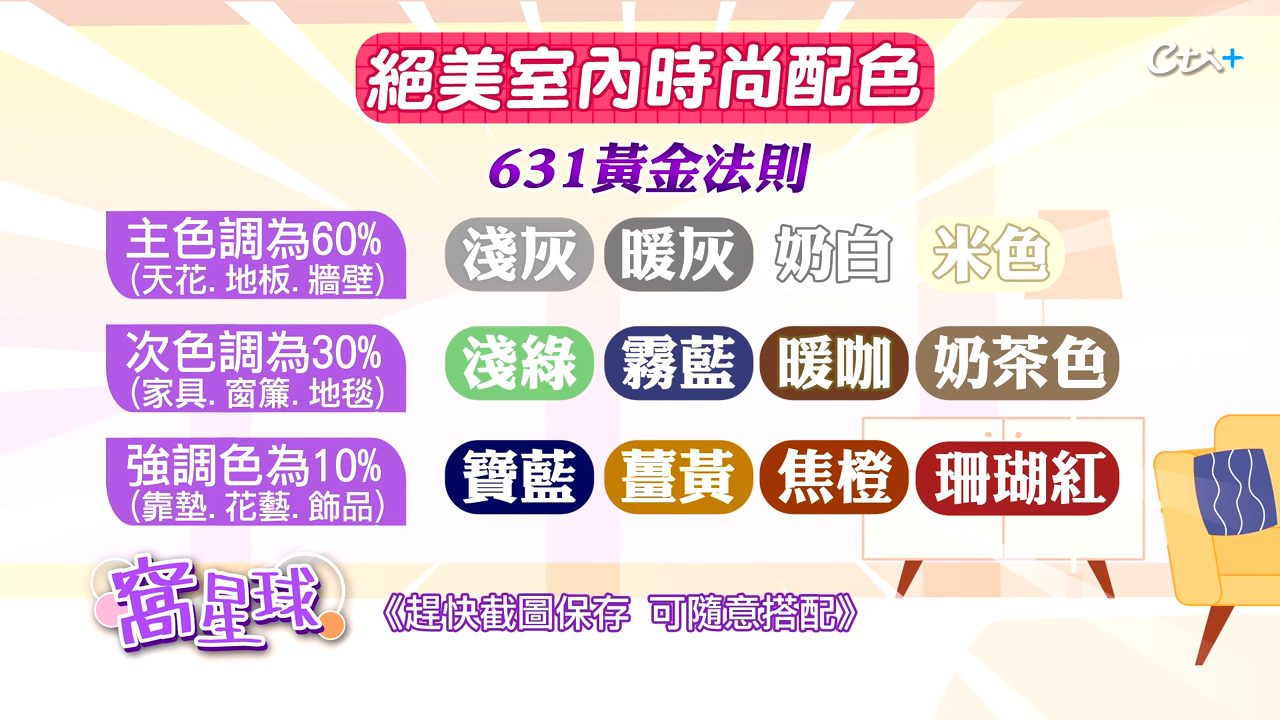 絕美室內時尚配色
Cti+
631黃金法則
主色調為60%
(天花.地板.牆壁)
淺灰 暖灰 奶白 米色
次色調為30%
(家具.窗簾.地毯)
淺綠 霧藍 暖咖 奶茶色
強調色為10%
(靠墊.花藝.飾品)
寶藍 薑黃 焦橙 珊瑚紅
窩星球
《趕快截圖保存 可隨意搭配》